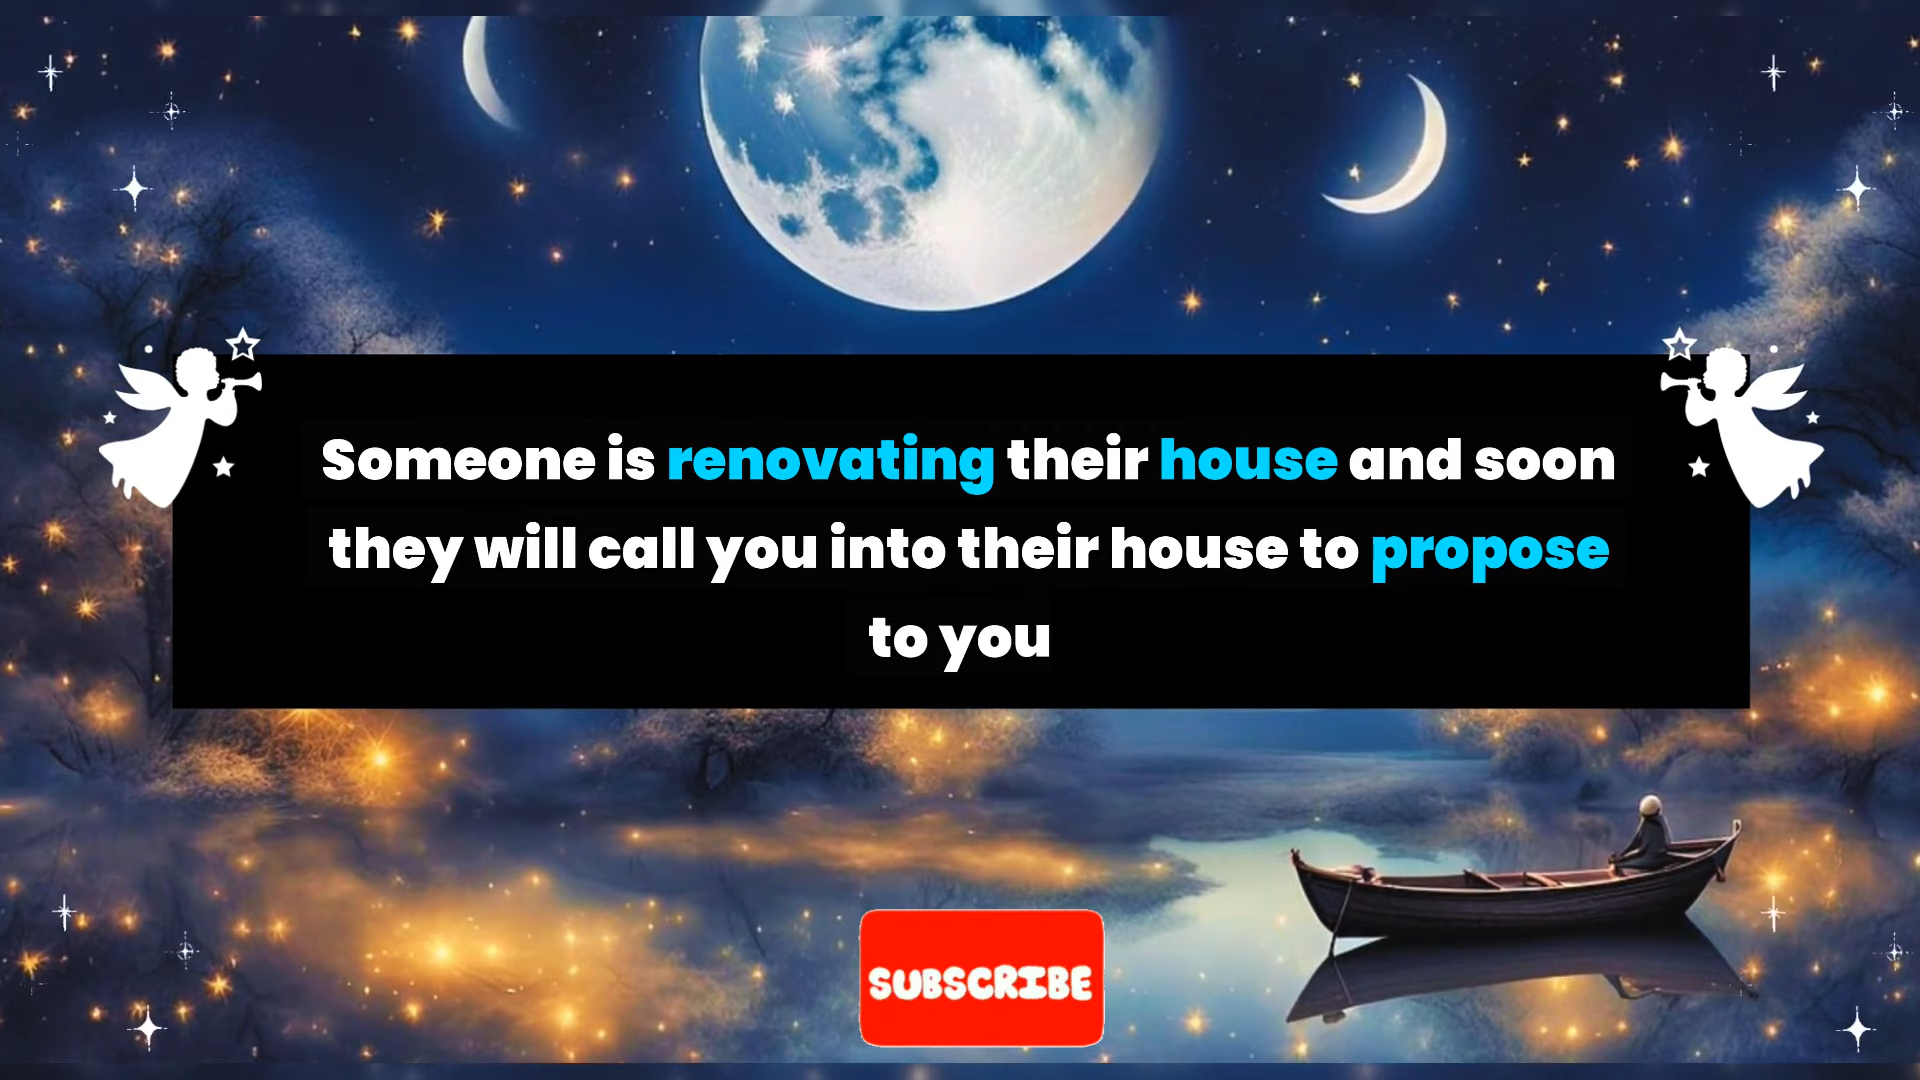 Someone is renovating their house and soon
they will call you into their house to propose
to you
SUBSCRIBE